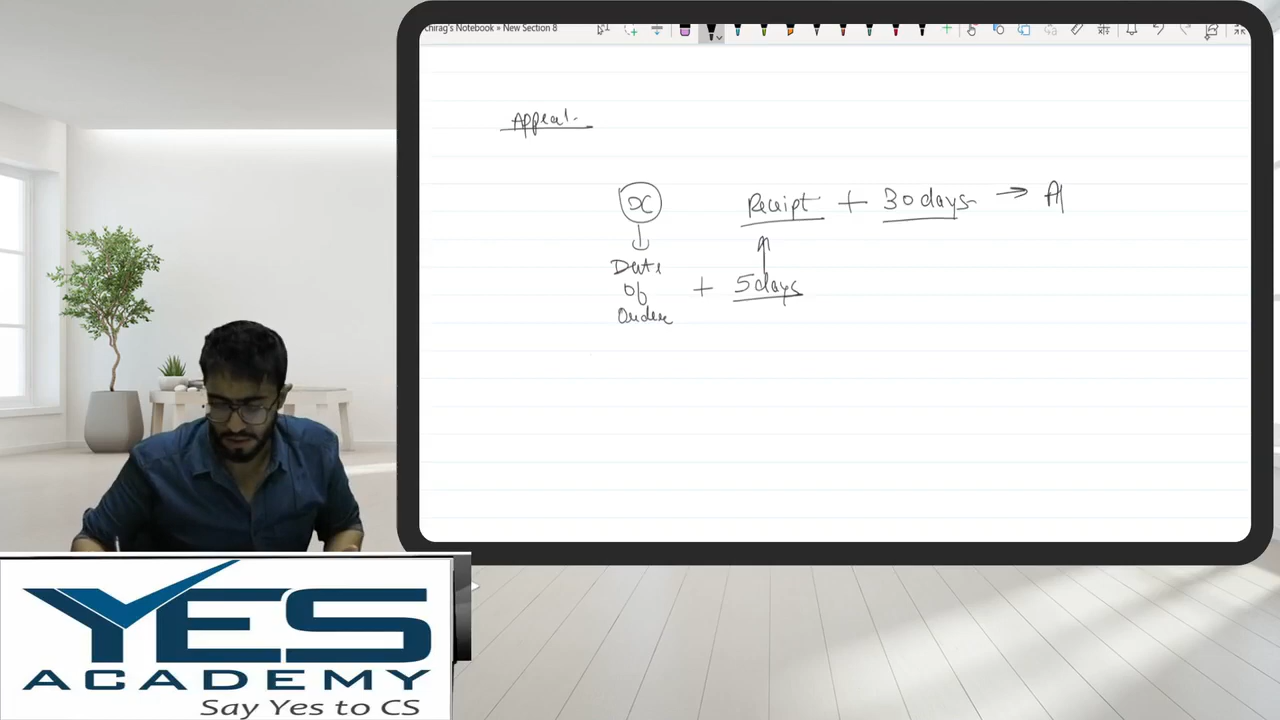 chirag's Notebook » New Section 8
Appeal.
DC
Receipt + 30 days → A
Date
of
Order
+ 5 days
YES
ACADEMY
Say Yes to CS